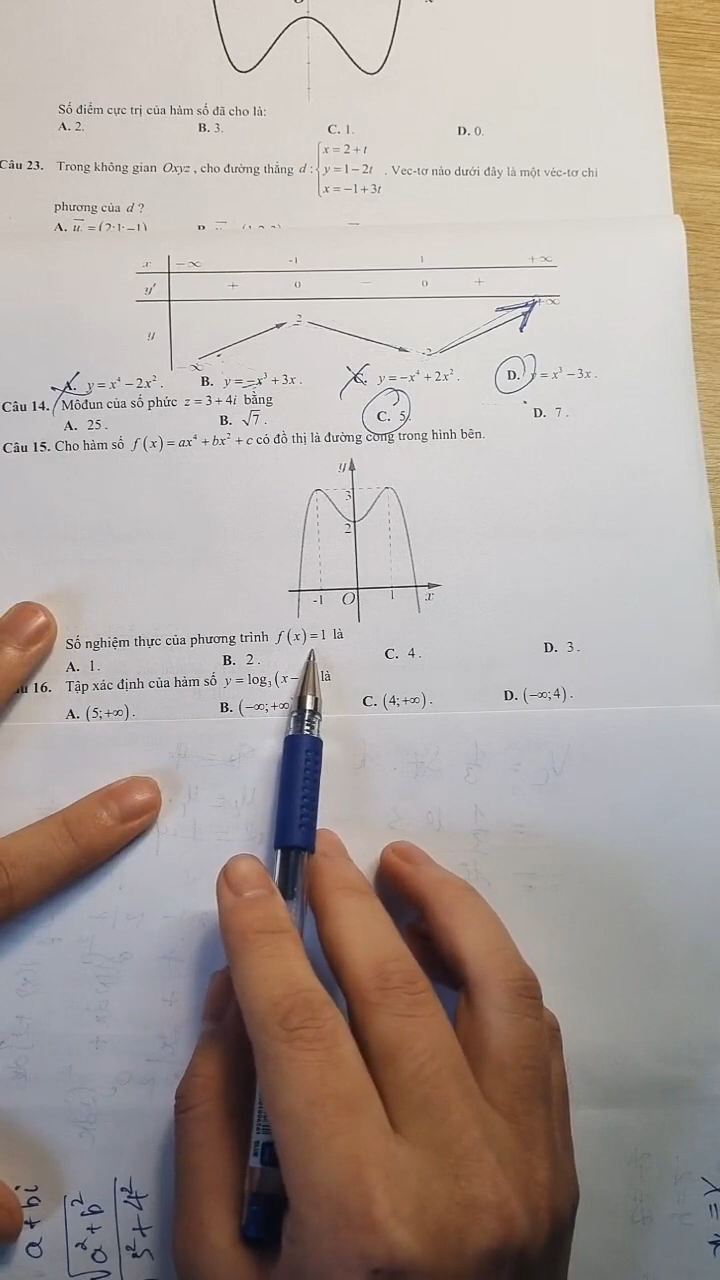 Số điểm cực trị của hàm số đã cho là:
A. 2. B. 3. C. 1. D. 0.
Câu 23. Trong không gian Oxyz, cho đường thẳng d: { x = 2 + t
y = 1 - 2t . Vec-tơ nào dưới đây là một véc-tơ chỉ
x = -1 + 3t
phương của d ?
A.
x -∞ -1 1 +∞
y' + 0 - 0 +
y -∞ 2 -2 +∞
A. y = x⁴ - 2x². B. y = -x³ + 3x. C. y = -x⁴ + 2x². D. y = x³ - 3x.
Câu 14. Môđun của số phức z = 3 + 4i bằng
A. 25. B. √7. C. 5. D. 7.
Câu 15. Cho hàm số f(x) = ax⁴ + bx² + c có đồ thị là đường cong trong hình bên.
y
3
2
-1 O 1 x
Số nghiệm thực của phương trình f(x) = 1 là
A. 1. B. 2. C. 4. D. 3.
16. Tập xác định của hàm số y = log₃(x- là
A. (5;+∞). B. (-∞;+∞ C. (4;+∞). D. (-∞;4).
a + bi
√a² + b²
√3² + 4²